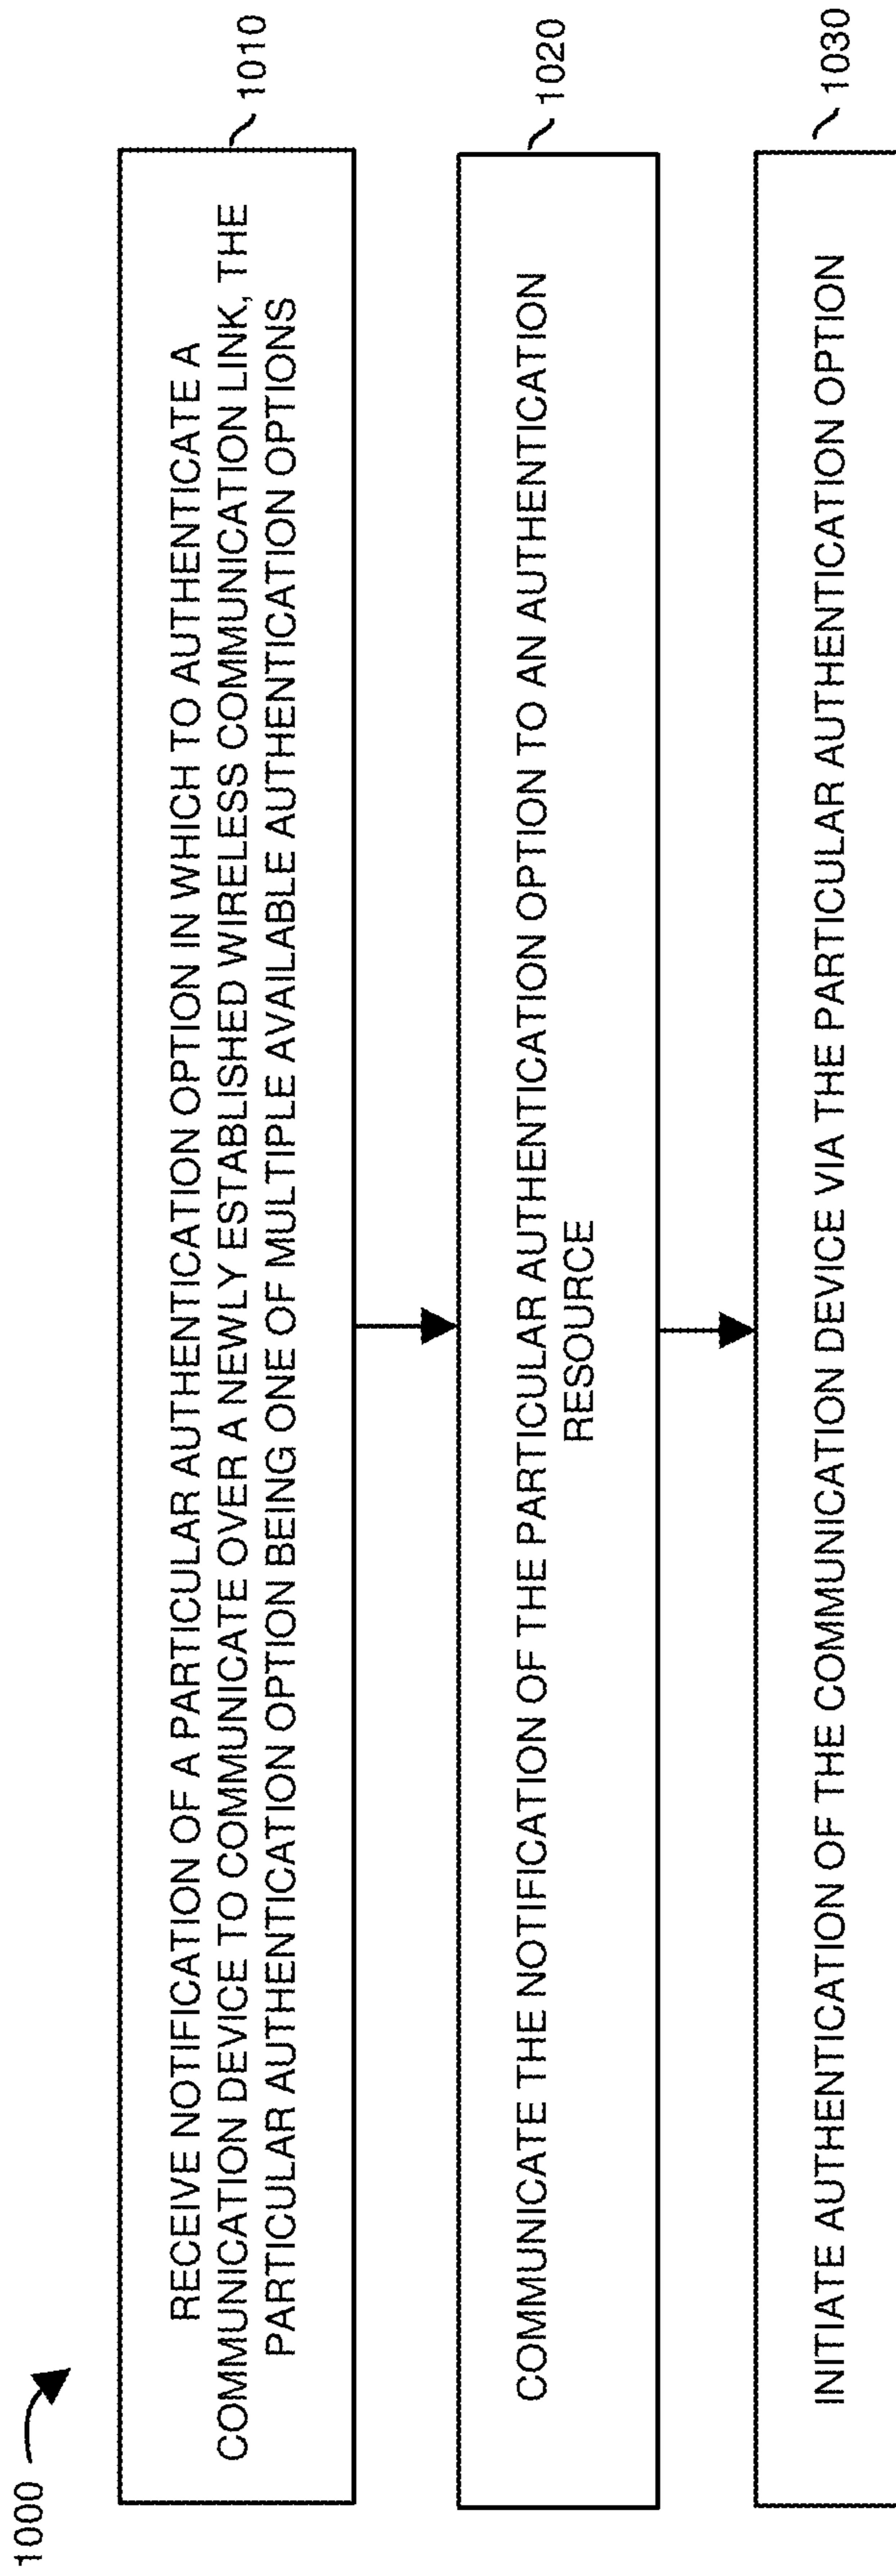 1000
RECEIVE NOTIFICATION OF A PARTICULAR AUTHENTICATION OPTION IN WHICH TO AUTHENTICATE A
COMMUNICATION DEVICE TO COMMUNICATE OVER A NEWLY ESTABLISHED WIRELESS COMMUNICATION LINK, THE
PARTICULAR AUTHENTICATION OPTION BEING ONE OF MULTIPLE AVAILABLE AUTHENTICATION OPTIONS
1010
COMMUNICATE THE NOTIFICATION OF THE PARTICULAR AUTHENTICATION OPTION TO AN AUTHENTICATION
RESOURCE
1020
INITIATE AUTHENTICATION OF THE COMMUNICATION DEVICE VIA THE PARTICULAR AUTHENTICATION OPTION
1030